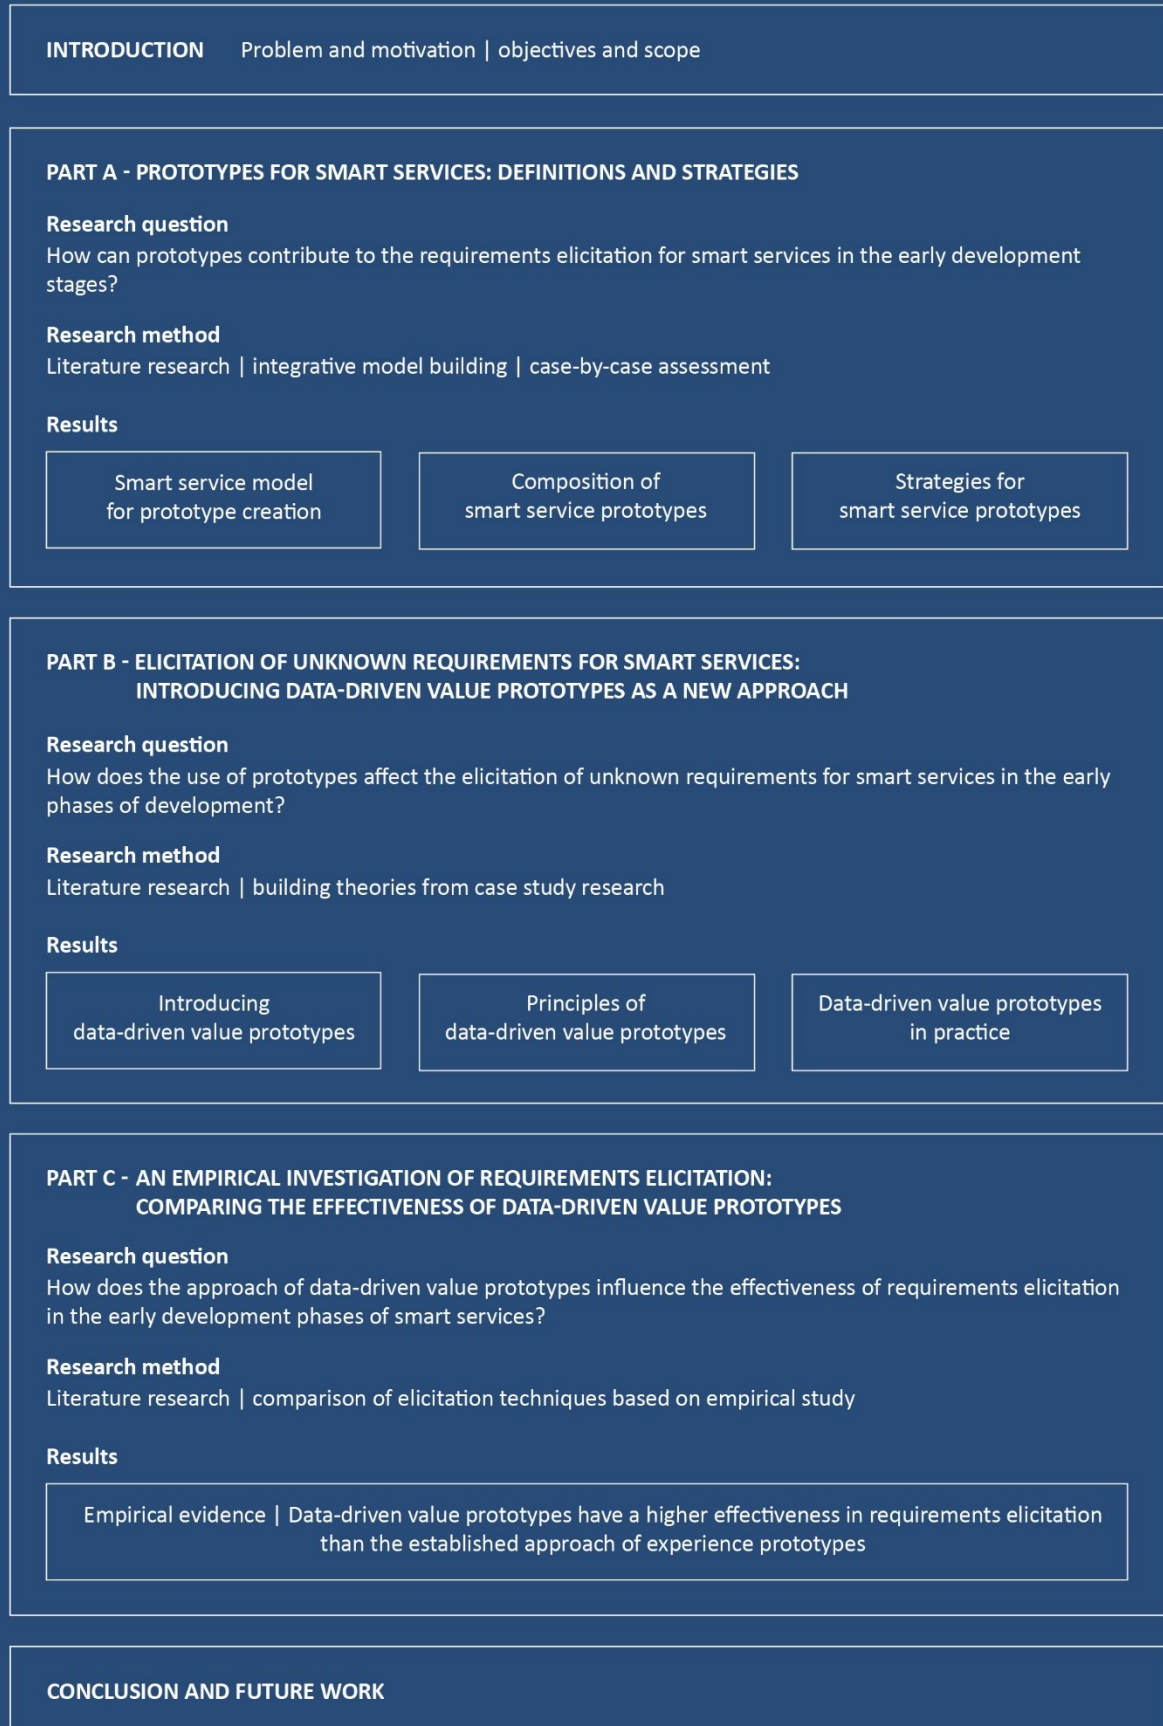 INTRODUCTION Problem and motivation | objectives and scope
PART A - PROTOTYPES FOR SMART SERVICES: DEFINITIONS AND STRATEGIES
Research question
How can prototypes contribute to the requirements elicitation for smart services in the early development
stages?
Research method
Literature research | integrative model building | case-by-case assessment
Results
Smart service model
for prototype creation
Composition of
smart service prototypes
Strategies for
smart service prototypes
PART B - ELICITATION OF UNKNOWN REQUIREMENTS FOR SMART SERVICES:
INTRODUCING DATA-DRIVEN VALUE PROTOTYPES AS A NEW APPROACH
Research question
How does the use of prototypes affect the elicitation of unknown requirements for smart services in the early
phases of development?
Research method
Literature research | building theories from case study research
Results
Introducing
data-driven value prototypes
Principles of
data-driven value prototypes
Data-driven value prototypes
in practice
PART C - AN EMPIRICAL INVESTIGATION OF REQUIREMENTS ELICITATION:
COMPARING THE EFFECTIVENESS OF DATA-DRIVEN VALUE PROTOTYPES
Research question
How does the approach of data-driven value prototypes influence the effectiveness of requirements elicitation
in the early development phases of smart services?
Research method
Literature research | comparison of elicitation techniques based on empirical study
Results
Empirical evidence | Data-driven value prototypes have a higher effectiveness in requirements elicitation
than the established approach of experience prototypes
CONCLUSION AND FUTURE WORK